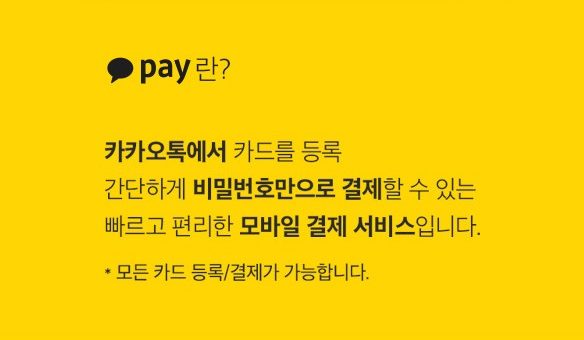 pay란?
카카오톡에서 카드를 등록
간단하게 비밀번호만으로 결제할 수 있는
빠르고 편리한 모바일 결제 서비스입니다.
* 모든 카드 등록/결제가 가능합니다.